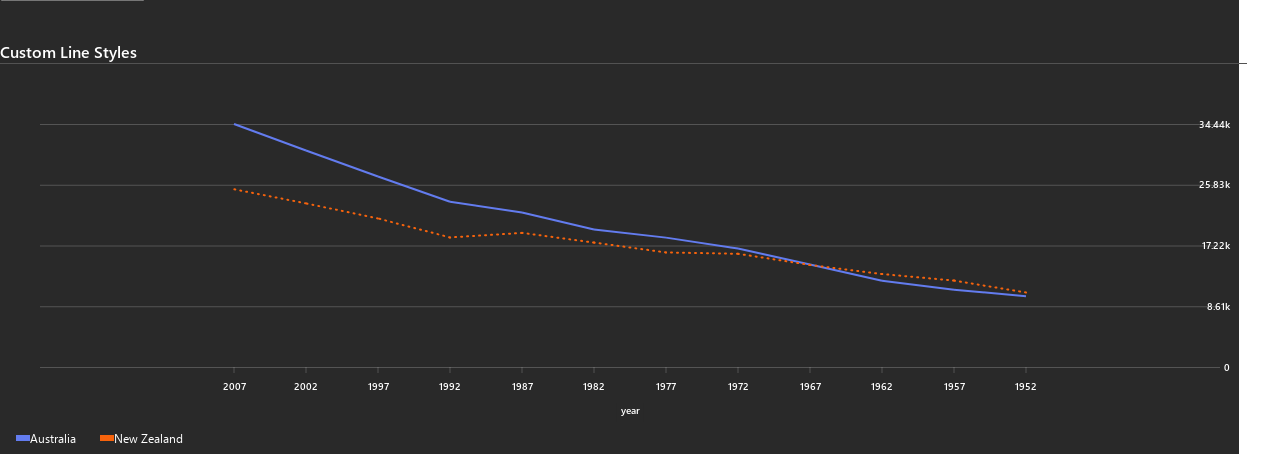 Custom Line Styles
34.44k
25.83k
17.22k
8.61k
0
2007 2002 1997 1992 1987 1982 1977 1972 1967 1962 1957 1952
year
Australia New Zealand